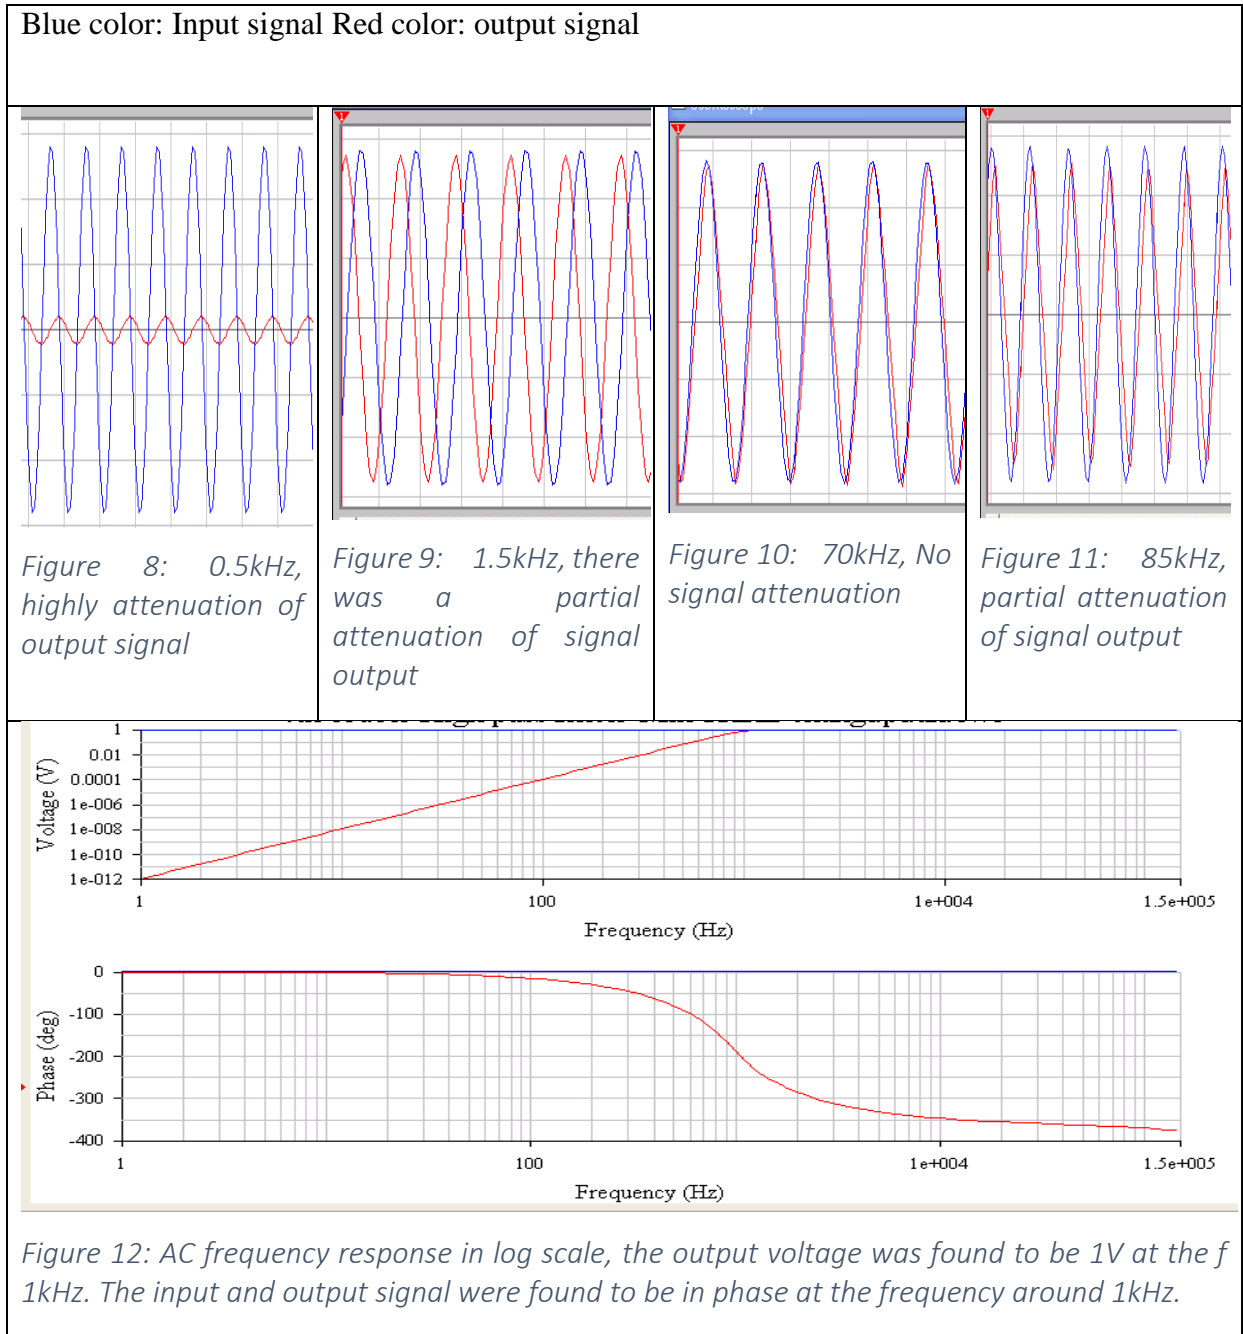 Blue color: Input signal Red color: output signal
1
1
1
Figure 8: 0.5kHz,
highly attenuation of
output signal
Figure 9: 1.5kHz, there
was a partial
attenuation of signal
output
Figure 10: 70kHz, No
signal attenuation
Figure 11: 85kHz,
partial attenuation
of signal output
Voltage (V)
1
0.01
0.0001
1e-006
1e-008
1e-010
1e-012
1 100 1e+004 1.5e+005
Frequency (Hz)
Phase (deg)
0
-100
-200
-300
-400
1 100 1e+004 1.5e+005
Frequency (Hz)
Figure 12: AC frequency response in log scale, the output voltage was found to be 1V at the f
1kHz. The input and output signal were found to be in phase at the frequency around 1kHz.